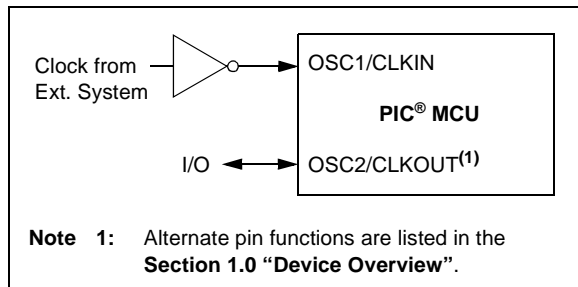 Clock from
Ext. System
OSC1/CLKIN
PIC® MCU
I/O
OSC2/CLKOUT(1)
Note 1: Alternate pin functions are listed in the
Section 1.0 “Device Overview”.